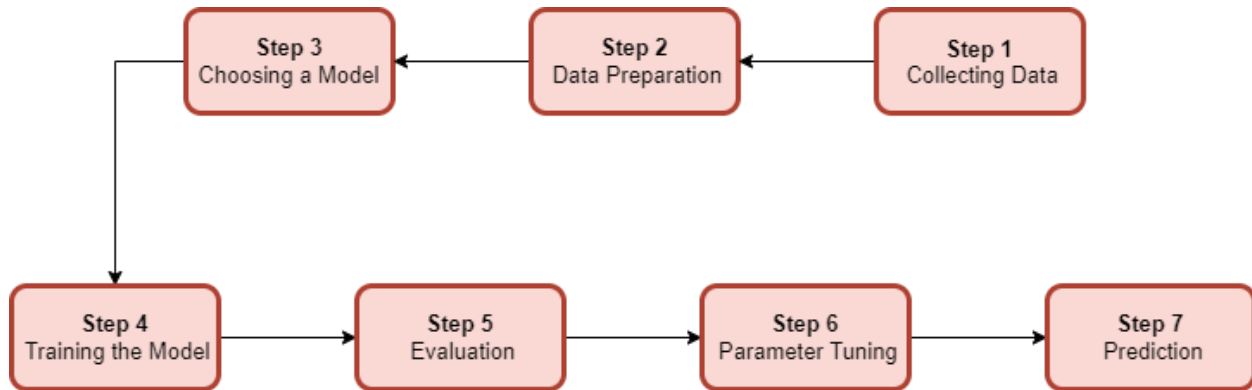 Step 1
Collecting Data
Step 2
Data Preparation
Step 3
Choosing a Model
Step 4
Training the Model
Step 5
Evaluation
Step 6
Parameter Tuning
Step 7
Prediction